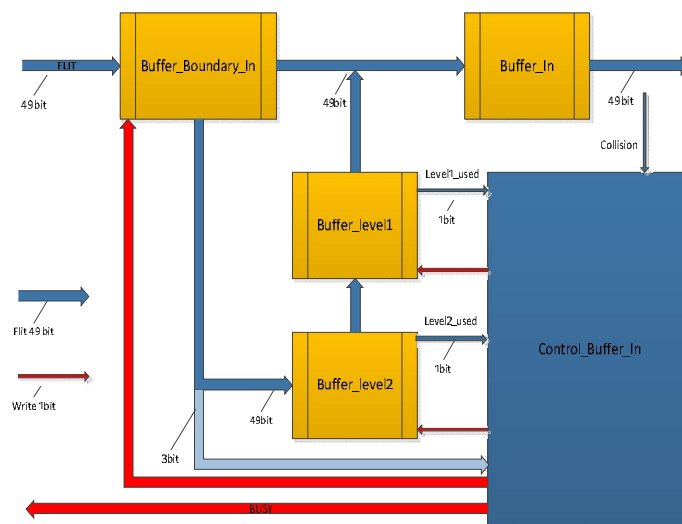 FLIT
49bit
Buffer_Boundary_In
49bit
Buffer_In
49bit
Collision
Buffer_level1
Level1_used
1bit
Flit 49 bit
Write 1bit
Buffer_level2
Level2_used
1bit
49bit
3bit
Control_Buffer_In
BUSY